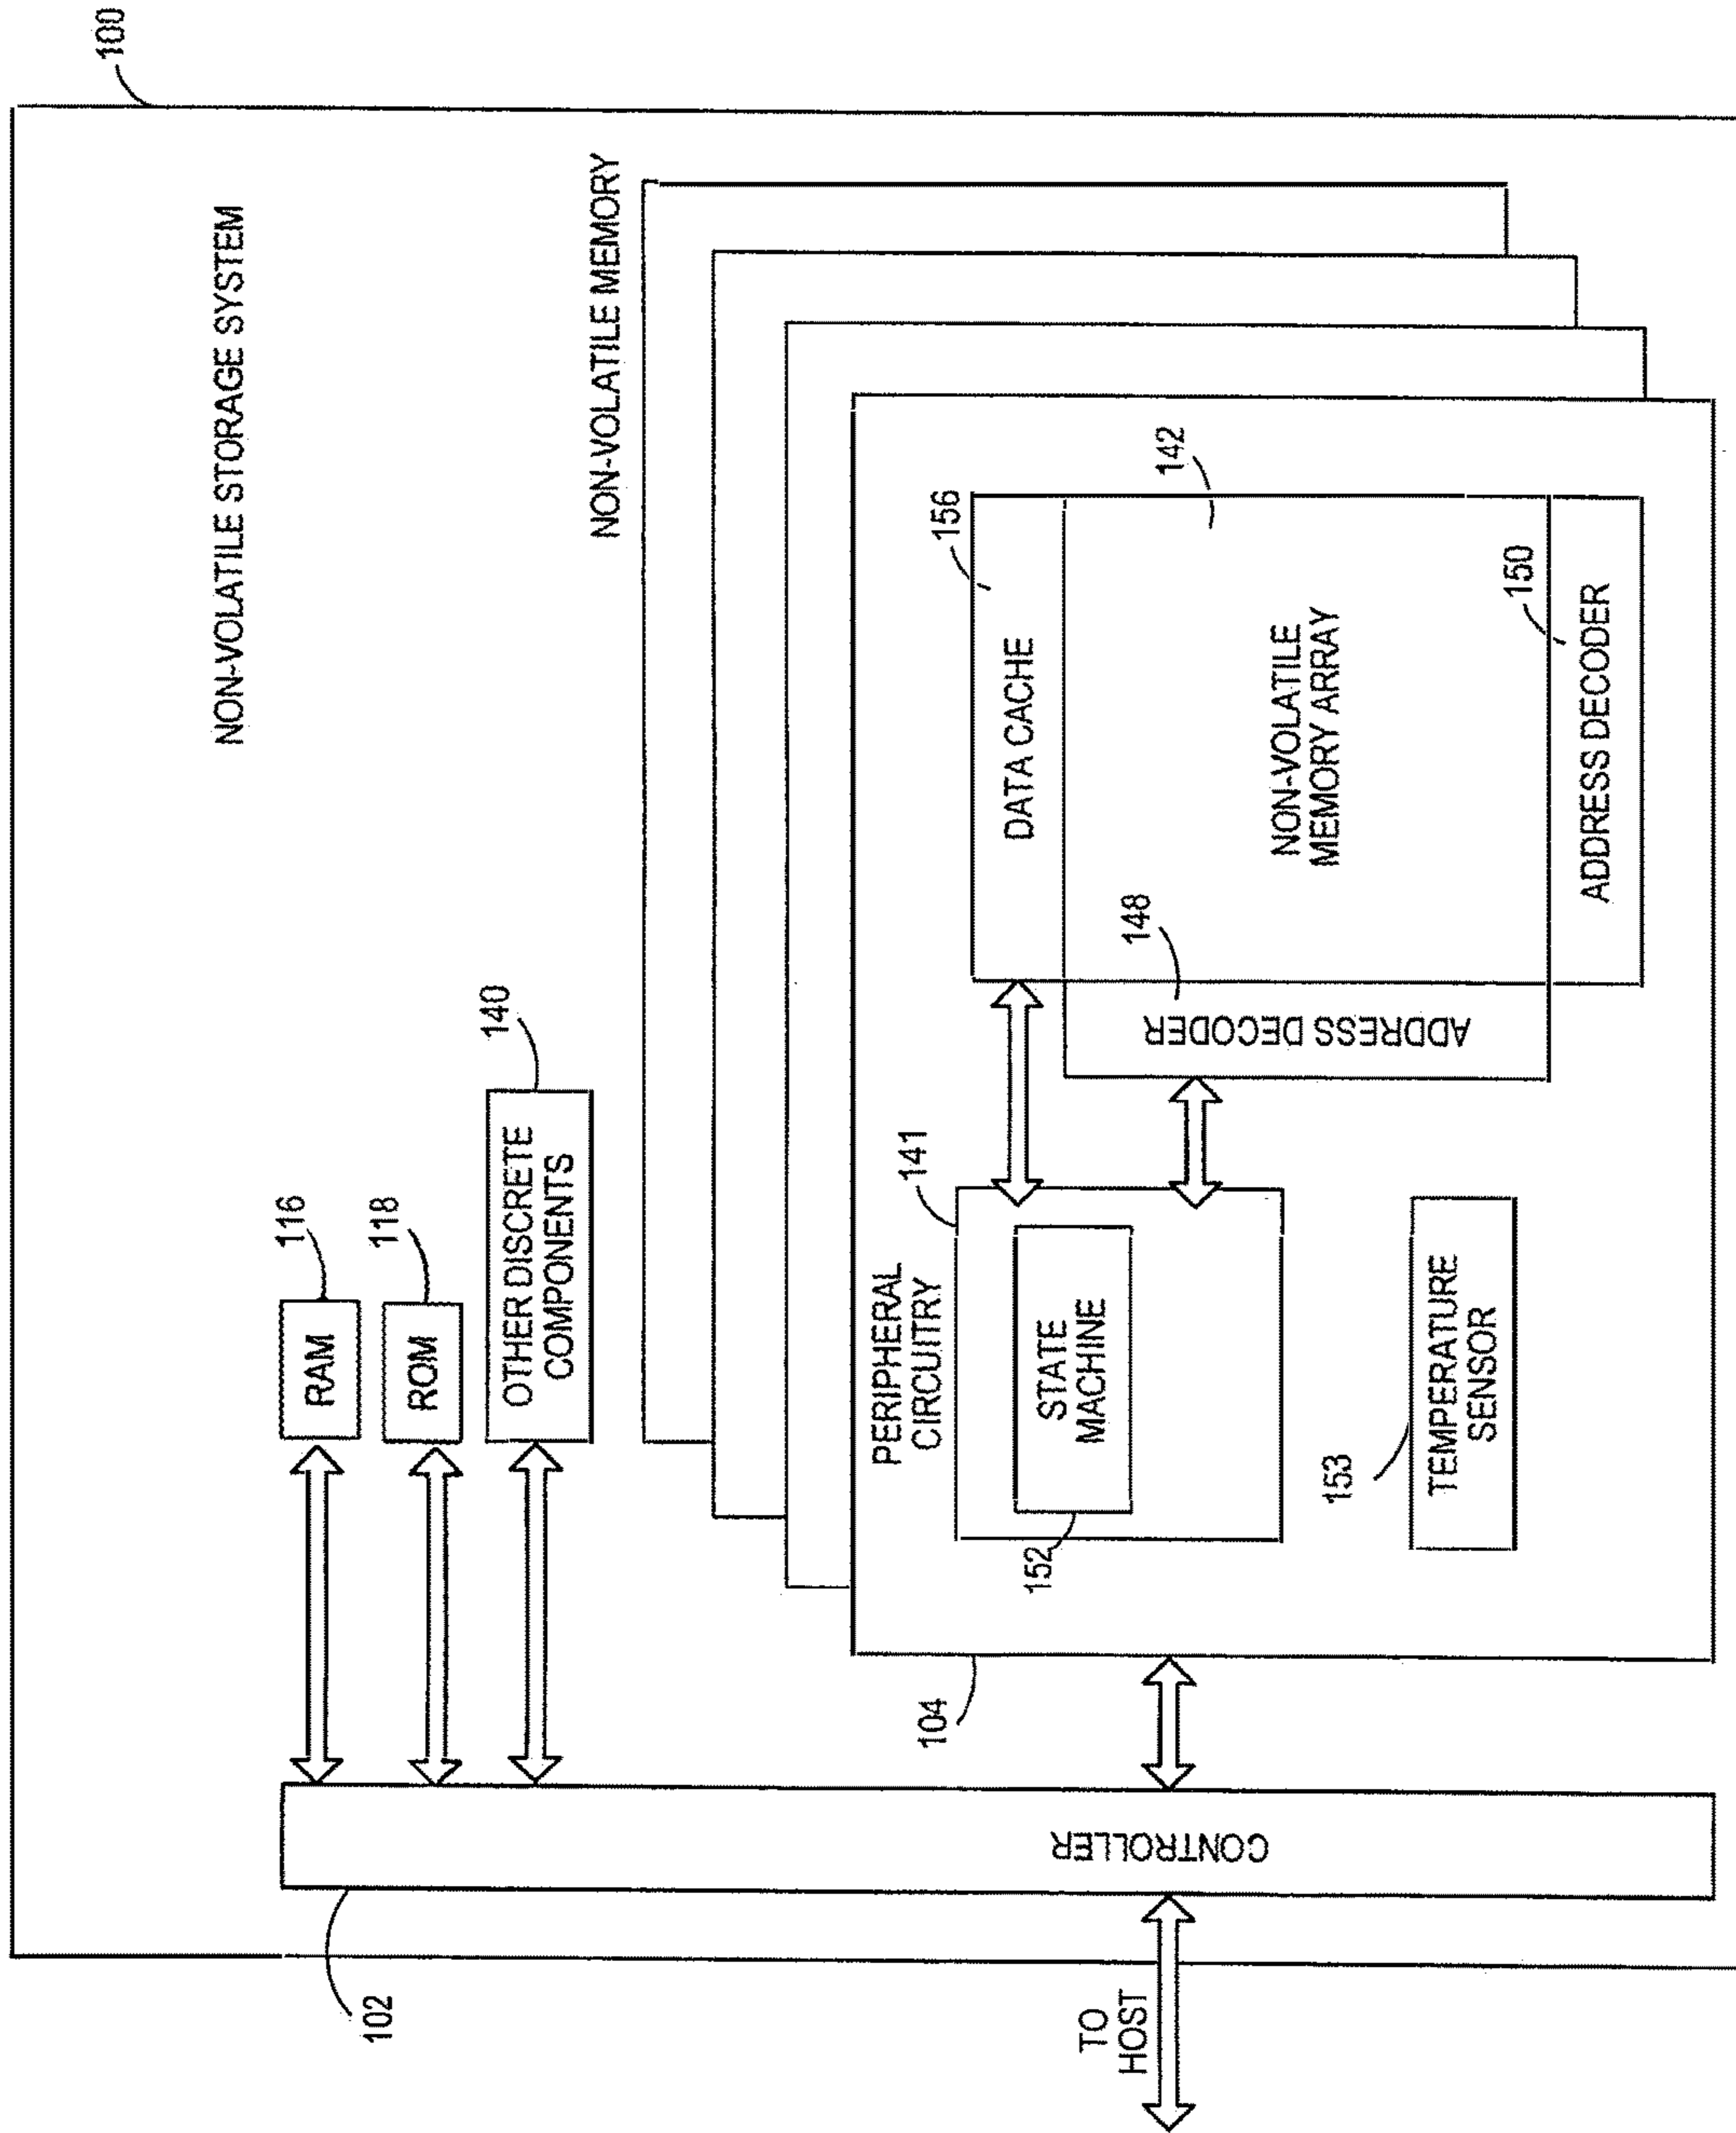 100
NON-VOLATILE STORAGE SYSTEM
116
RAM
118
ROM
140
OTHER DISCRETE
COMPONENTS
NON-VOLATILE MEMORY
102
CONTROLLER
TO
HOST
104
PERIPHERAL
CIRCUITRY
141
STATE
MACHINE
152
153
TEMPERATURE
SENSOR
156
DATA CACHE
148
ADDRESS DECODER
142
NON-VOLATILE
MEMORY ARRAY
150
ADDRESS DECODER